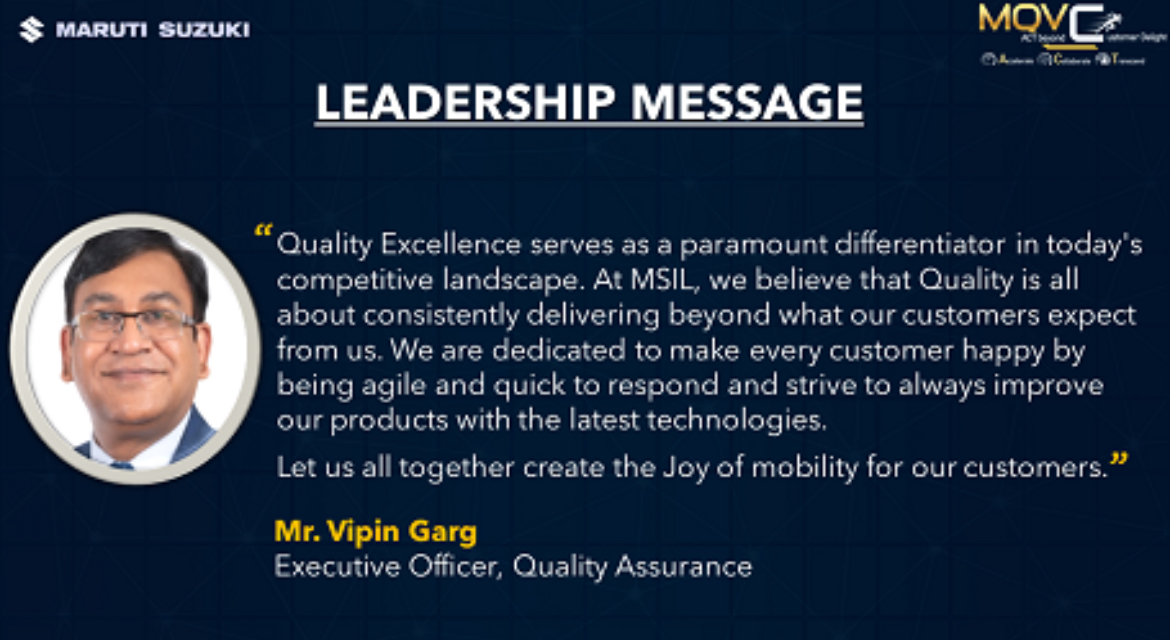 MARUTI SUZUKI
MQVC
ACT beyond Customer Delight
Accelerate Collaborate Transcend
LEADERSHIP MESSAGE
“Quality Excellence serves as a paramount differentiator in today's
competitive landscape. At MSIL, we believe that Quality is all
about consistently delivering beyond what our customers expect
from us. We are dedicated to make every customer happy by
being agile and quick to respond and strive to always improve
our products with the latest technologies.
Let us all together create the Joy of mobility for our customers.”
Mr. Vipin Garg
Executive Officer, Quality Assurance